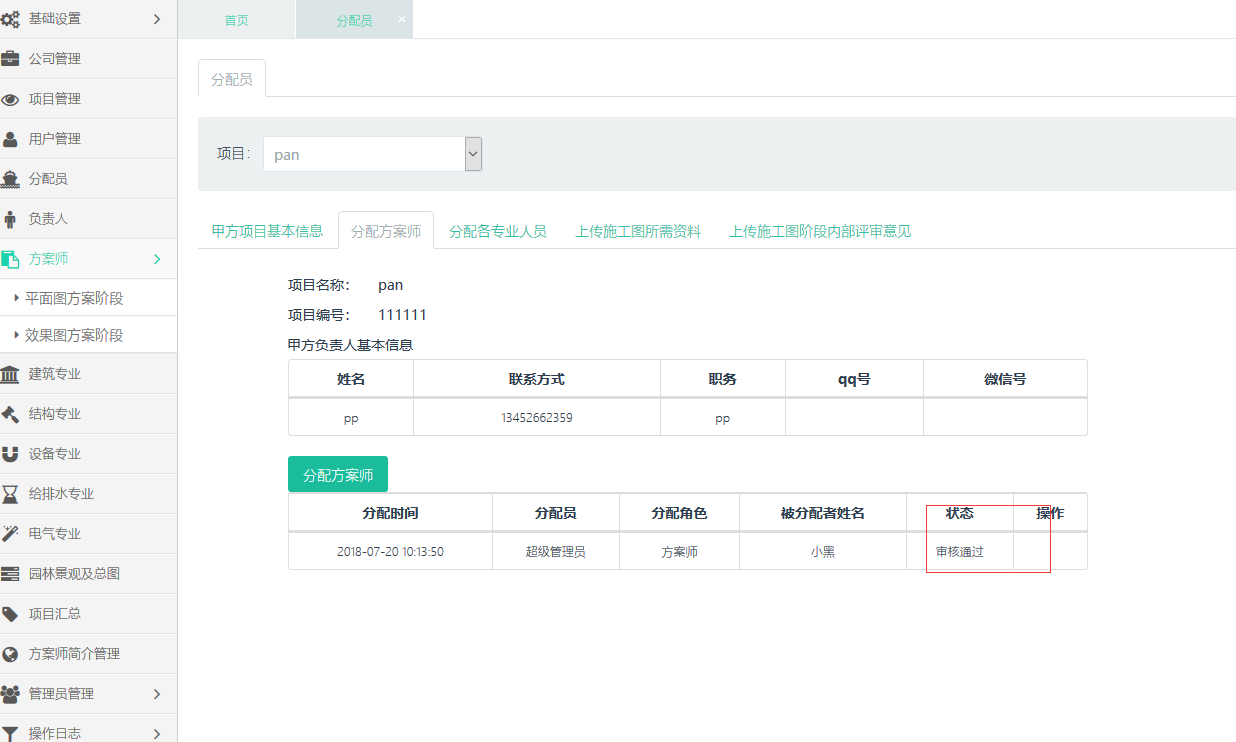 基础设置
公司管理
项目管理
用户管理
分配员
负责人
方案师
平面图方案阶段
效果图方案阶段
建筑专业
结构专业
设备专业
给排水专业
电气专业
园林景观及总图
项目汇总
方案师简介管理
管理员管理
操作日志
首页 分配员 ×
分配员
项目: pan
甲方项目基本信息 分配方案师 分配各专业人员 上传施工图所需资料 上传施工图阶段内部评审意见
项目名称: pan
项目编号: 111111
甲方负责人基本信息
姓名 联系方式 职务 qq号 微信号
pp 13452662359 pp
分配方案师
分配时间 分配员 分配角色 被分配者姓名 状态 操作
2018-07-20 10:13:50 超级管理员 方案师 小黑 审核通过